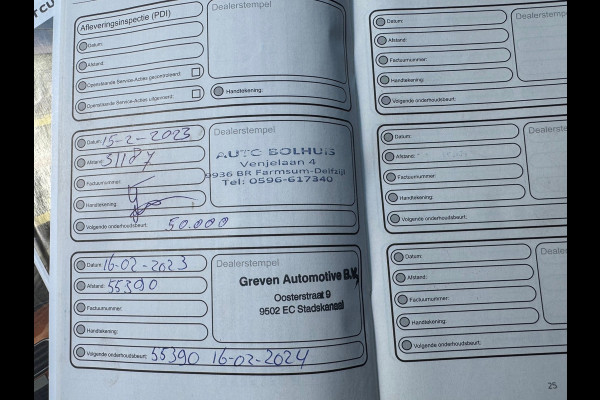 Afleveringsinspectie (PDI)
Dealerstempel
Datum:
Afstand:
Openstaande Service-Acties gecontroleerd:
Openstaande Service-Acties uitgevoerd:
Handtekening:
Datum: 15-2-2023
Dealerstempel
Afstand:
Factuurnummer:
Handtekening:
Volgende onderhoudsbeurt: 50.000
AUTO BOLHUIS
Venjelaan 4
9936 BR Farmsum-Delfzijl
Tel: 0596-617340
Datum: 16-02-2023
Dealerstempel
Afstand: 55390
Factuurnummer:
Handtekening:
Volgende onderhoudsbeurt: 55390 16-02-2024
Greven Automotive B.V.
Oosterstraat 9
9502 EC Stadskanaal
Datum:
Afstand:
Factuurnummer:
Handtekening:
Volgende onderhoudsbeurt:
Datum:
Afstand:
Factuurnummer:
Handtekening:
Volgende onderhoudsbeurt:
Datum:
Afstand:
Factuurnummer:
Handtekening:
Volgende onderhoudsbeurt:
25